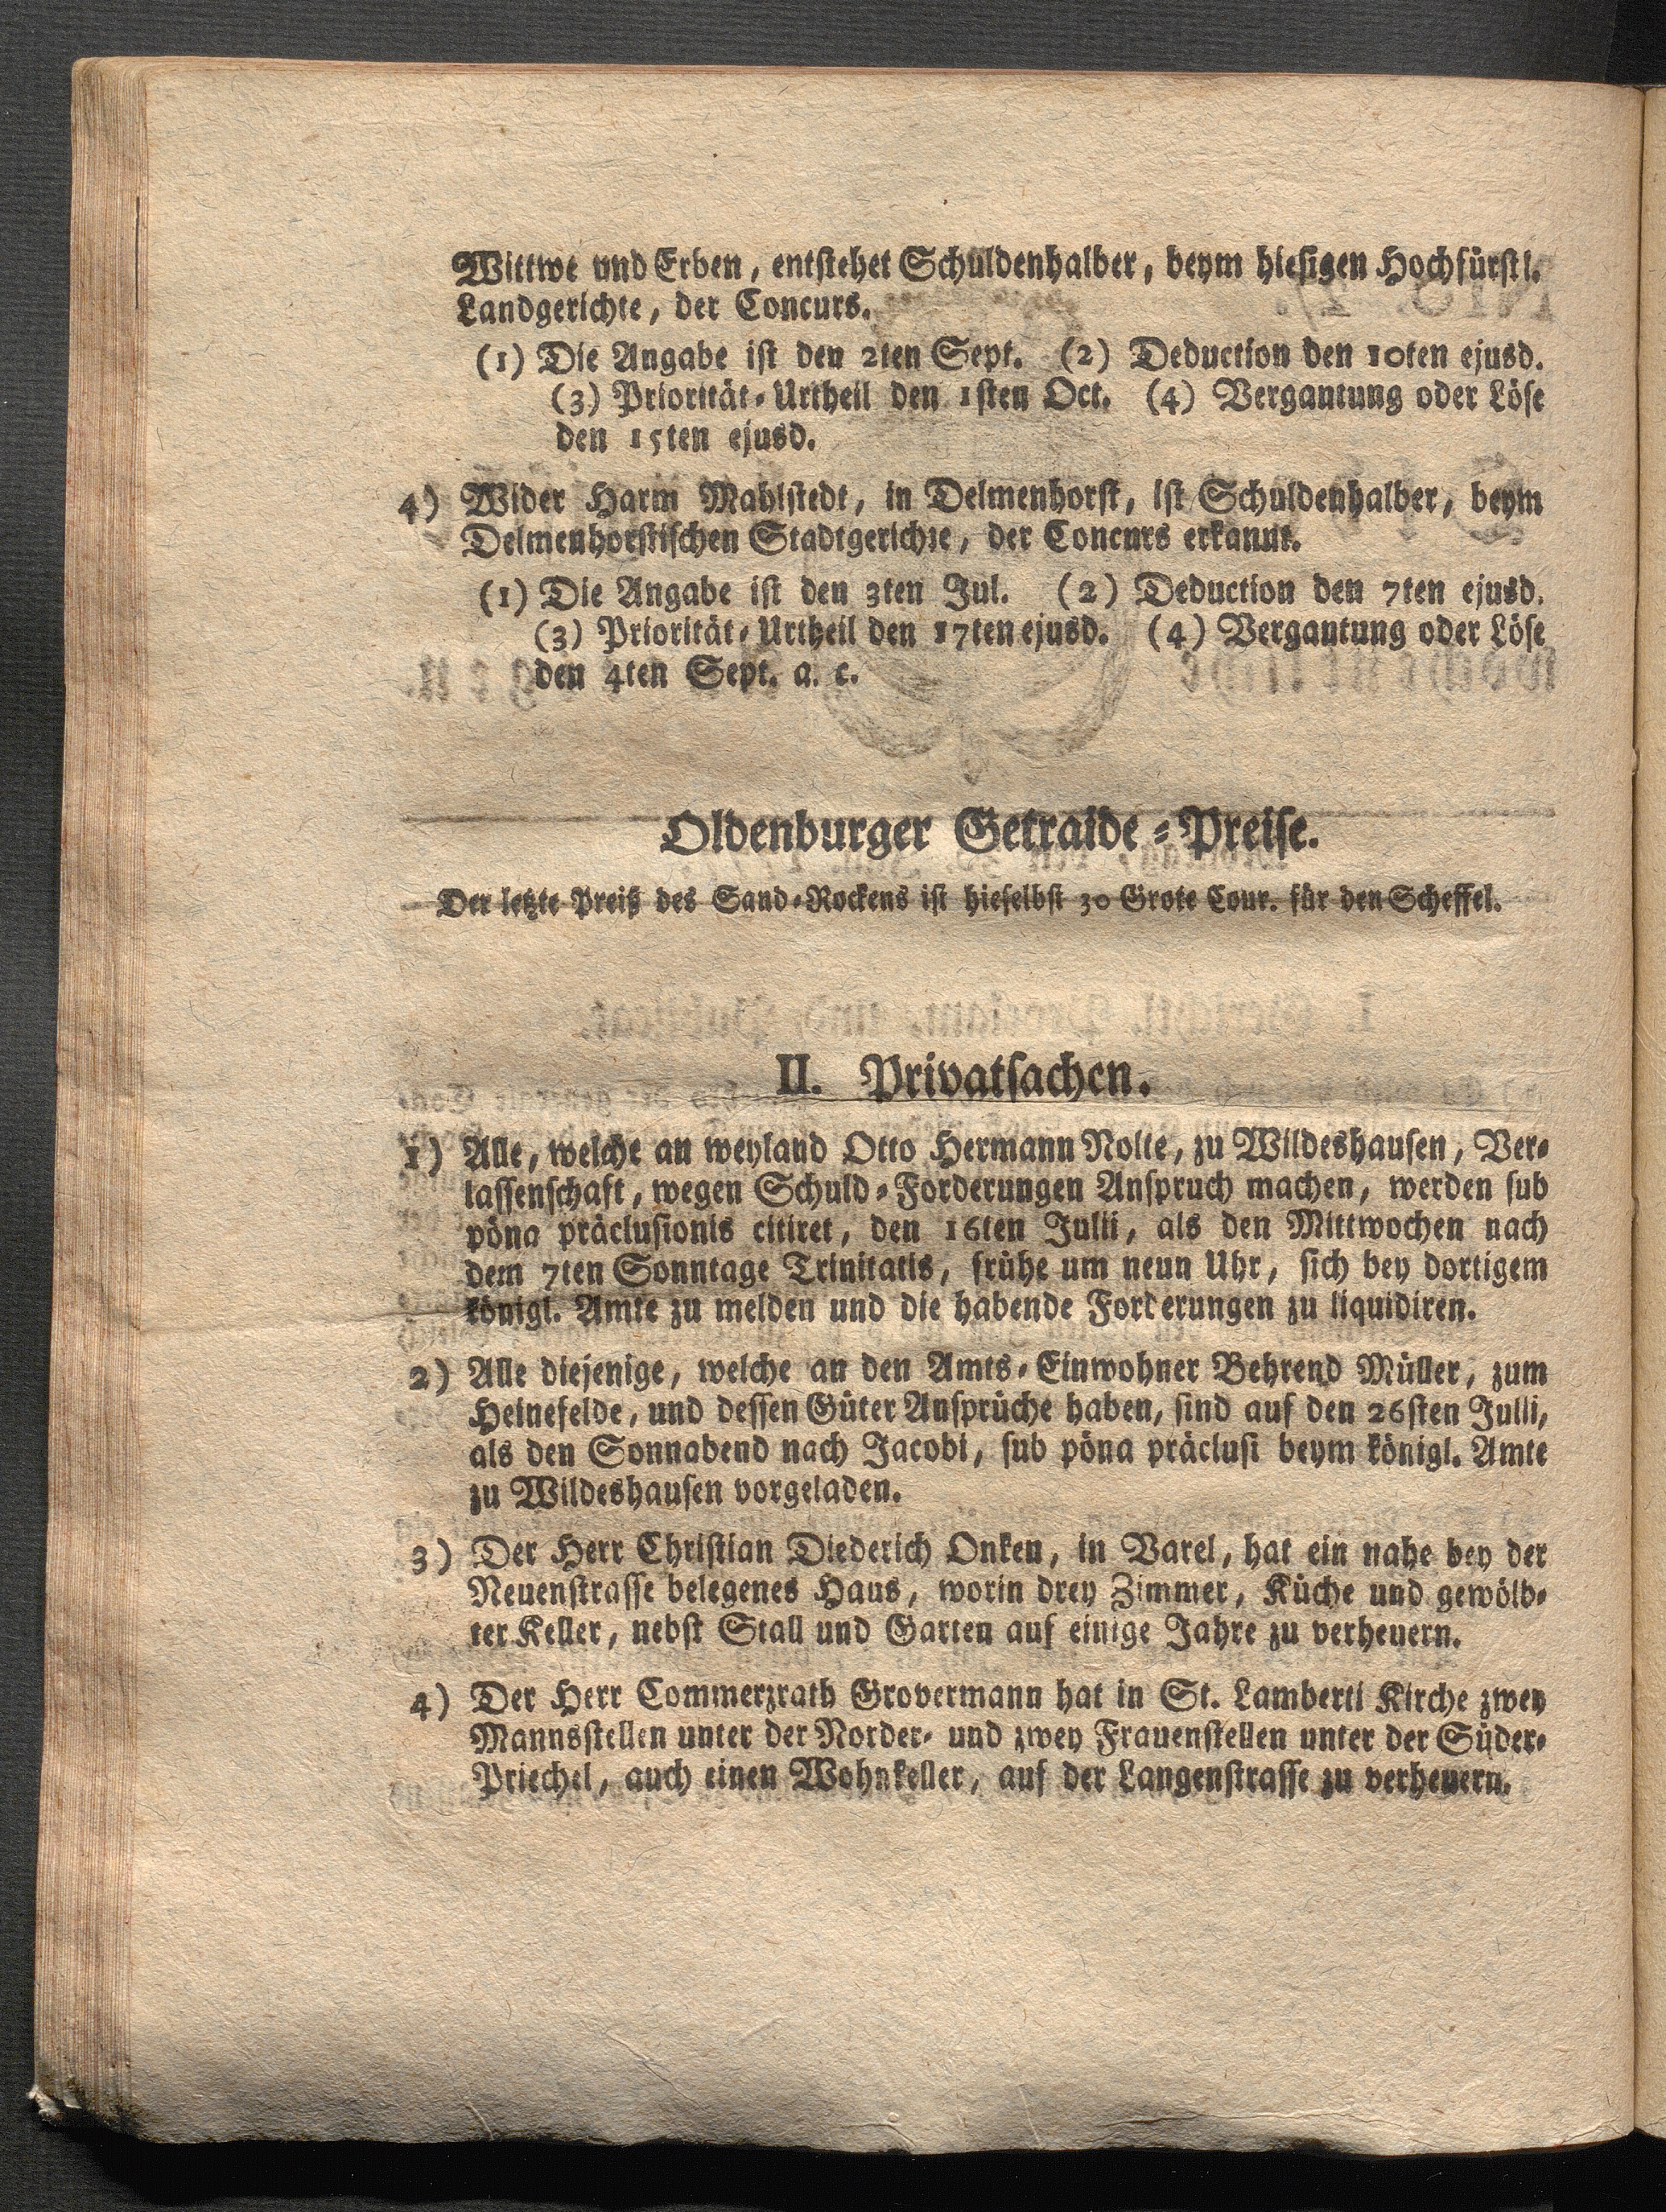 Wittwe und Erben, entstehet Schuldenhalber, beym hiesigen Hochfürstl.
Landgerichte, der Concurs.
(1) Die Angabe ist den 2ten Sept. (2) Deduction den 10ten ejusd.
(3) Priorität-Urtheil den 1sten Oct. (4) Vergantung oder Löse
den 15ten ejusd.
4) Wider Harm Mahlstedt, in Delmenhorst, ist Schuldenhalber, beym
Delmenhorstischen Stadtgerichte, der Concurs erkannt.
(1) Die Angabe ist den 3ten Jul. (2) Deduction den 7ten ejusd.
(3) Priorität-Urtheil den 17ten ejusd. (4) Vergantung oder Löse
den 4ten Sept. a. c.
Oldenburger Getraide-Preise.
Der letzte Preiß des Sand-Rockens ist hieselbst 30 Grote Cour. für den Scheffel.
II. Privatsachen.
1) Alle, welche an weyland Otto Hermann Nolte, zu Wildeshausen, Ver-
lassenschaft, wegen Schuld-Forderungen Anspruch machen, werden sub
pöna präclusionis citiret, den 16ten Julii, als den Mittwochen nach
dem 7ten Sonntage Trinitatis, frühe um neun Uhr, sich bey dortigem
königl. Amte zu melden und die habende Forderungen zu liquidiren.
2) Alle diejenige, welche an den Amts-Einwohner Behrend Müller, zum
Heinefelde, und dessen Güter Ansprüche haben, sind auf den 26sten Julii,
als den Sonnabend nach Jacobi, sub pöna präclusi beym königl. Amte
zu Wildeshausen vorgeladen.
3) Der Herr Christian Diederich Onken, in Varel, hat ein nahe bey der
Neuenstrasse belegenes Haus, worin drey Zimmer, Küche und gewölb-
ter Keller, nebst Stall und Garten auf einige Jahre zu verheuern.
4) Der Herr Commerzrath Grovermann hat in St. Lamberti Kirche zwey
Mannsstellen unter der Norder- und zwey Frauenstellen unter der Süder-
Priechel, auch einen Wohnkeller, auf der Langenstrasse zu verheuern.